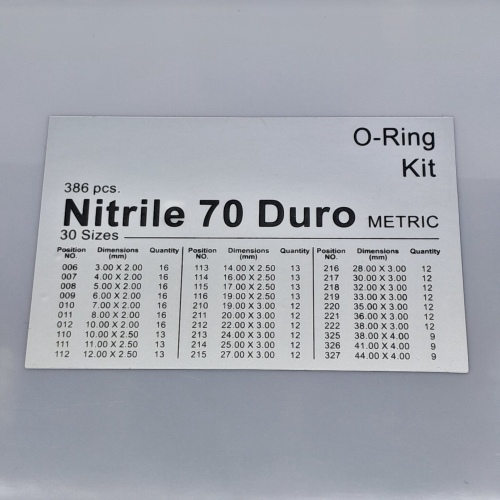 O-Ring
Kit
386 pcs.
Nitrile 70 Duro METRIC
30 Sizes
Position NO. Dimensions (mm) Quantity Position NO. Dimensions (mm) Quantity Position NO. Dimensions (mm) Quantity
006 3.00 X 2.00 16 113 14.00 X 2.50 13 216 28.00 X 3.00 12
007 4.00 X 2.00 16 114 16.00 X 2.50 13 217 30.00 X 3.00 12
008 5.00 X 2.00 16 115 17.00 X 2.50 13 218 32.00 X 3.00 12
009 6.00 X 2.00 16 116 19.00 X 2.50 13 219 33.00 X 3.00 12
010 7.00 X 2.00 16 210 19.00 X 3.00 12 220 35.00 X 3.00 12
011 8.00 X 2.00 16 211 20.00 X 3.00 12 221 36.00 X 3.00 12
012 10.00 X 2.00 16 212 22.00 X 3.00 12 222 38.00 X 3.00 12
110 10.00 X 2.50 13 213 24.00 X 3.00 12 325 38.00 X 4.00 9
111 11.00 X 2.50 13 214 25.00 X 3.00 12 326 41.00 X 4.00 9
112 12.00 X 2.50 13 215 27.00 X 3.00 12 327 44.00 X 4.00 9